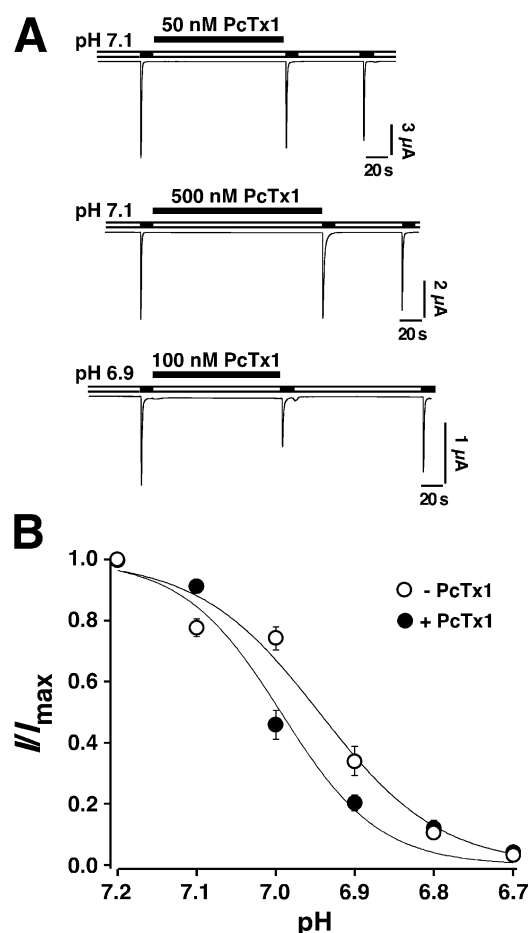 A
50 nM PcTx1
pH 7.1
3 µA
20 s
500 nM PcTx1
pH 7.1
2 µA
20 s
100 nM PcTx1
pH 6.9
1 µA
20 s
B
1.0
0.8
0.6
0.4
0.2
0.0
I/Imax
- PcTx1
+ PcTx1
7.2 7.1 7.0 6.9 6.8 6.7
pH